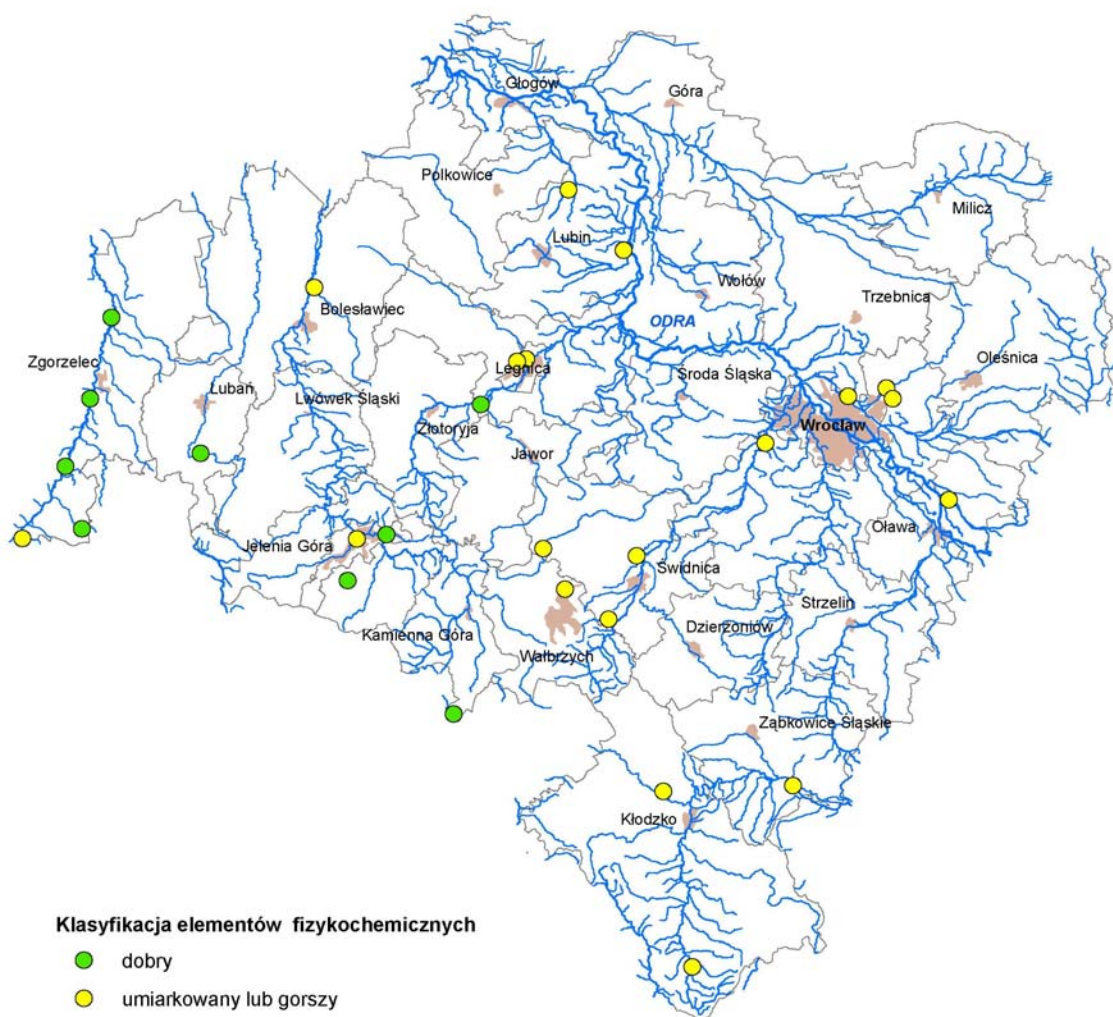 Głogów
Góra
Polkowice
Milicz
Lubin
Wołów
Bolesławiec
Trzebnica
ODRA
Zgorzelec
Legnica
Środa Śląska
Oleśnica
Lubań
Lwówek Śląski
Złotoryja
Wrocław
Jawor
Oława
Jelenia Góra
Świdnica
Strzelin
Kamienna Góra
Dzierżoniów
Wałbrzych
Ząbkowice Śląskie
Kłodzko
Klasyfikacja elementów fizykochemicznych
dobry
umiarkowany lub gorszy